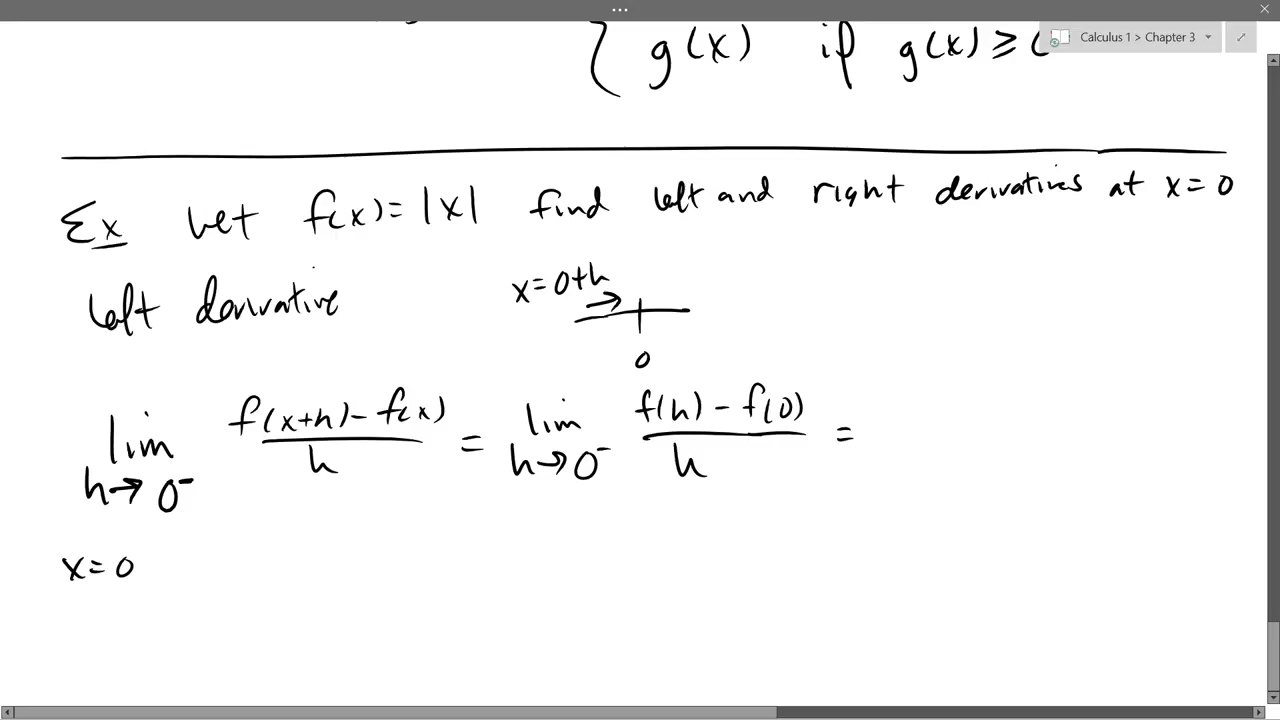 Calculus 1 > Chapter 3
{ g(x) if g(x) ≥
Ex Let f(x) = |x| find left and right derivatives at x = 0
Left derivative
x = 0+h
0
lim h→0⁻ f(x+h) - f(x) / h = lim h→0⁻ f(h) - f(0) / h =
x = 0